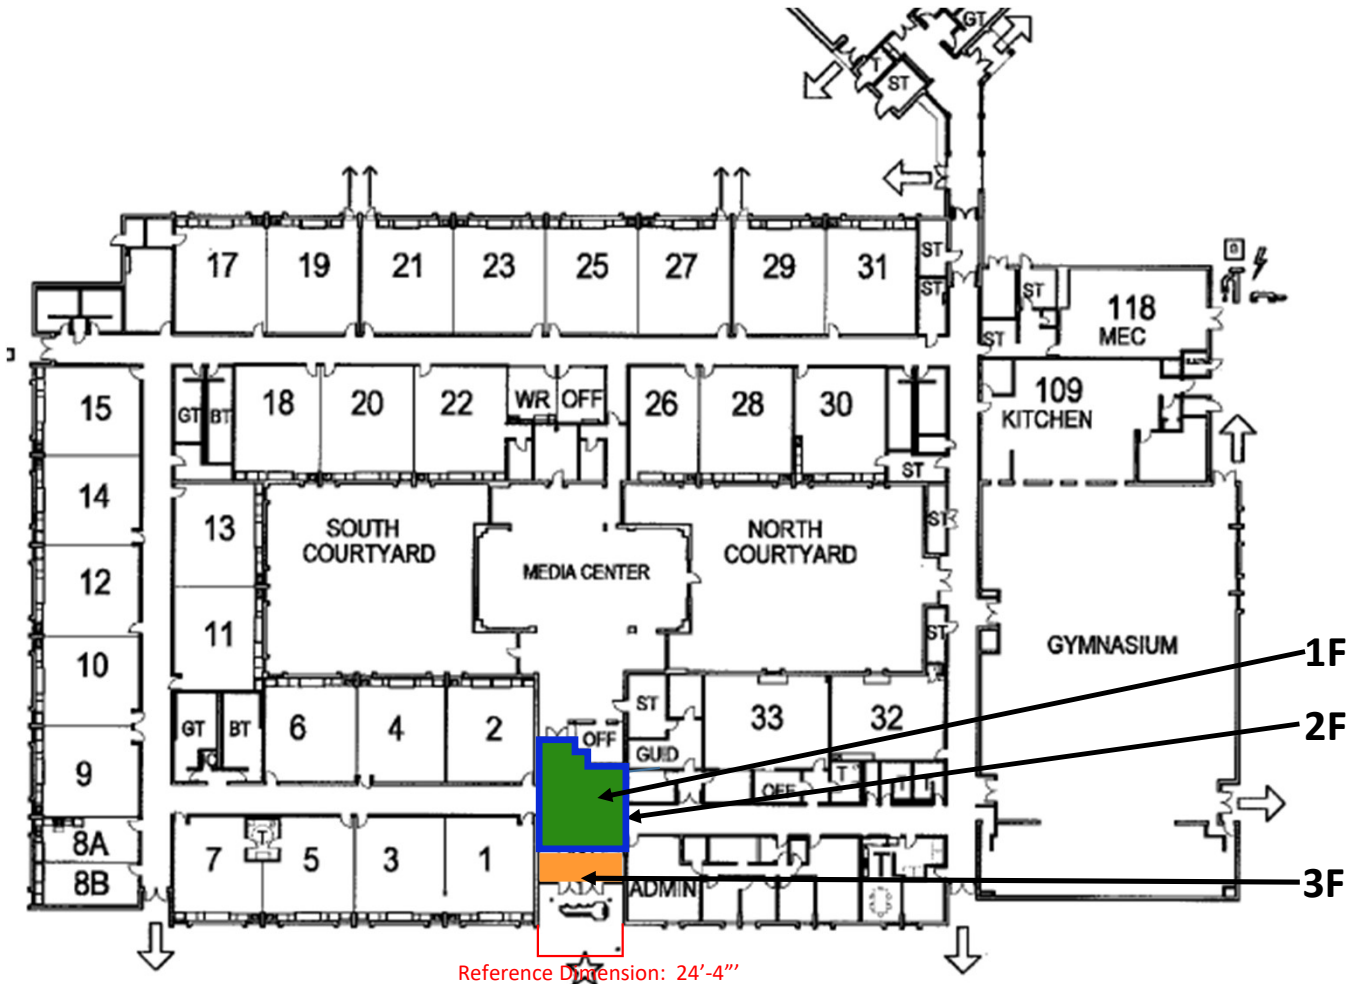 GT
T
ST
17 19 21 23 25 27 29 31 ST
ST
ST
118
MEC
ST
15
GT BT 18 20 22 WR OFF 26 28 30
109
KITCHEN
ST
14
13
SOUTH
COURTYARD
NORTH
COURTYARD
ST
MEDIA CENTER
12
11
ST
GYMNASIUM
1F
10
GT BT 6 4 2 ST 33 32
2F
OFF
GUID
9
T
OFF
8A
7 T 5 3 1
T
8B
ADMIN
3F
Reference Dimension: 24'-4"'